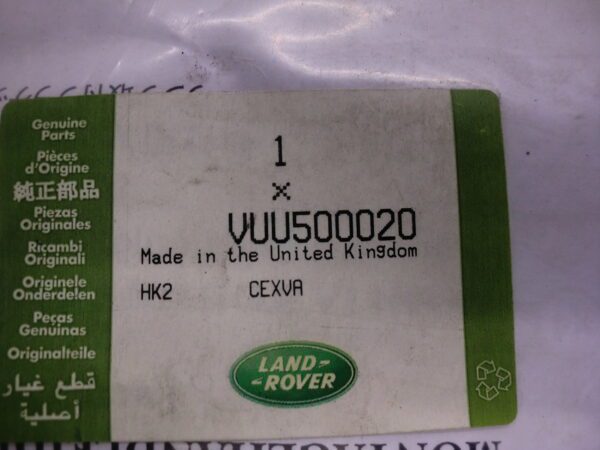 Genuine
Parts
Pièces
d'Origine
純正部品
Piezas
Originales
Ricambi
Originali
Originele
Onderdelen
Peças
Genuinas
Originalteile
قطع غيار
أصلية
1
x
VUU500020
Made in the United Kingdom
HK2 CEXVA
LAND-
-ROVER